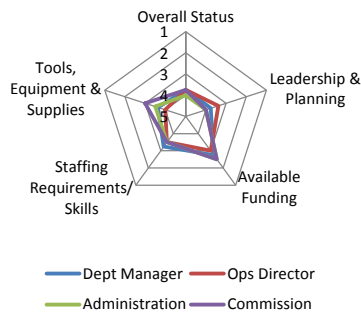 Overall Status
1
2
3
4
5
Leadership &
Planning
Available
Funding
Staffing
Requirements/
Skills
Tools,
Equipment &
Supplies
Dept Manager
Ops Director
Administration
Commission